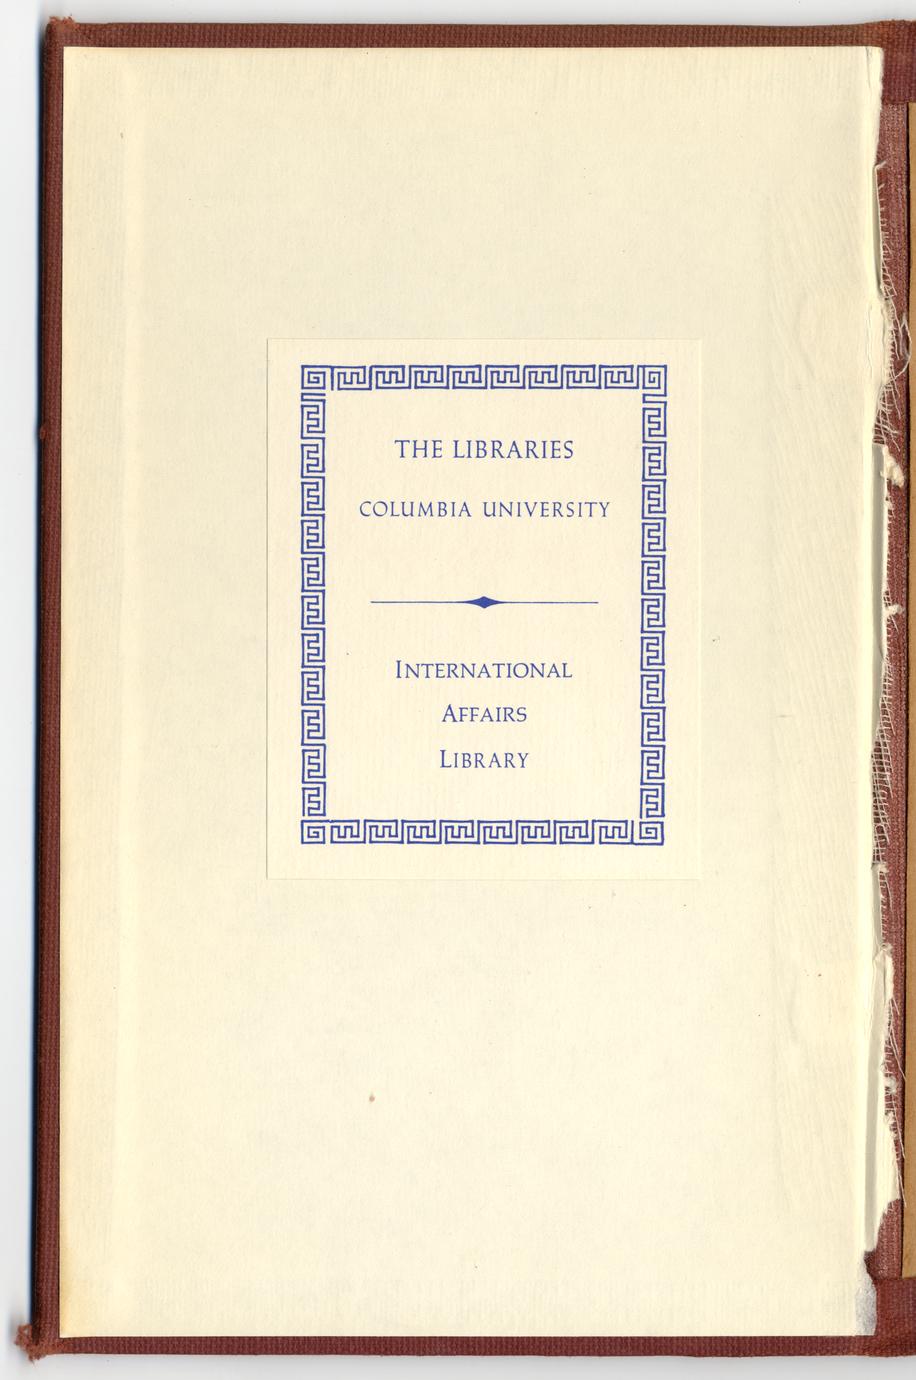 THE LIBRARIES
COLUMBIA UNIVERSITY
INTERNATIONAL
AFFAIRS
LIBRARY